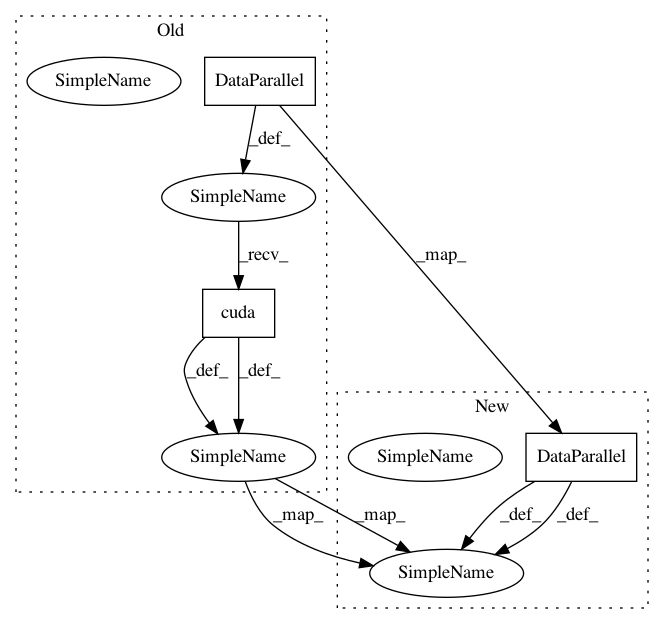 Old
SimpleName
DataParallel
_def_
SimpleName
_recv_
_map_
cuda
_def_
_def_
New
SimpleName
SimpleName
DataParallel
_map_
_map_
_def_
_def_
SimpleName